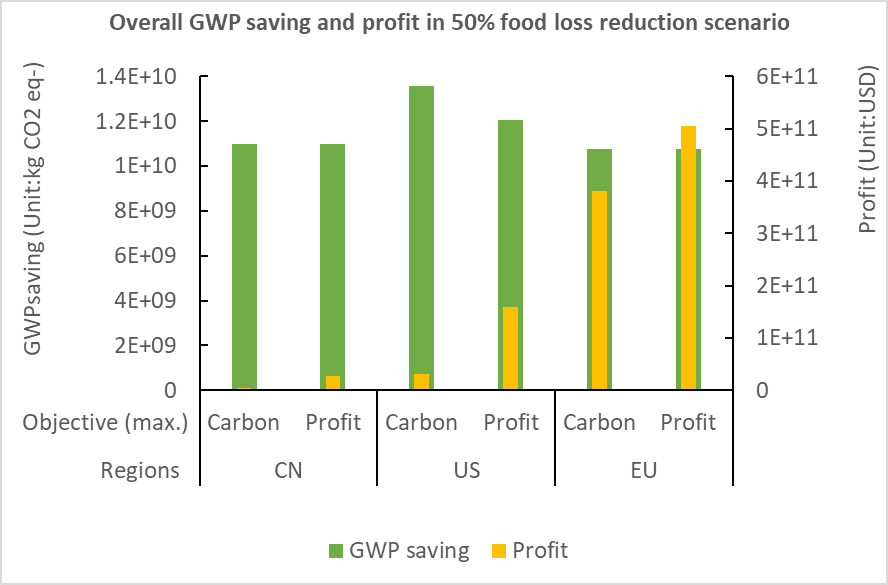 Overall GWP saving and profit in 50% food loss reduction scenario
GWPsaving (Unit:kg CO2 eq-)
1.4E+10
1.2E+10
1E+10
8E+09
6E+09
4E+09
2E+09
0
6E+11
5E+11
4E+11
3E+11
2E+11
1E+11
0
Profit (Unit:USD)
Objective (max.) Carbon Profit Carbon Profit Carbon Profit
Regions CN US EU
GWP saving Profit